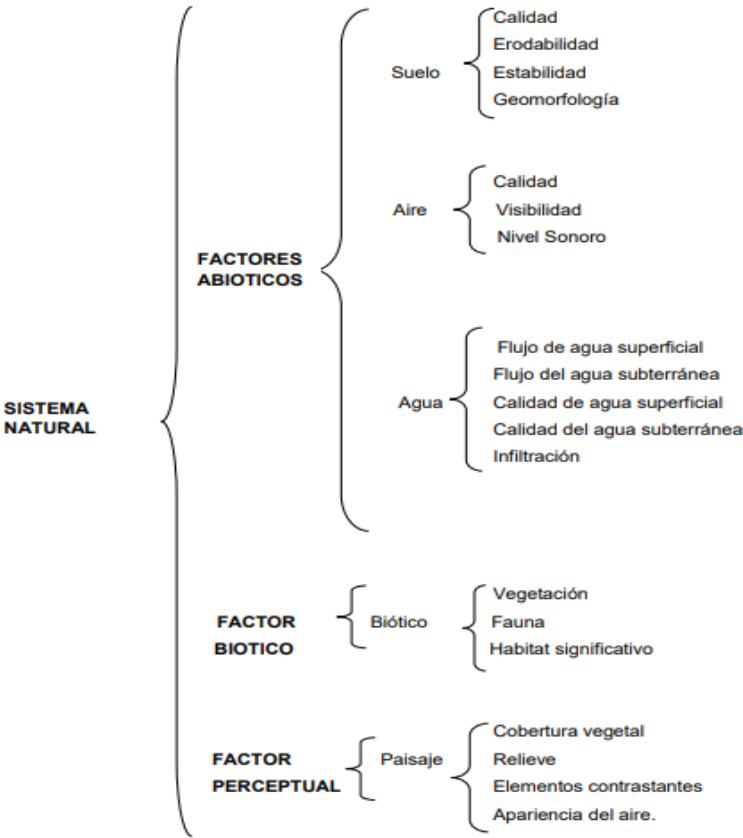 SISTEMA
NATURAL
FACTORES
ABIOTICOS
Suelo
Calidad
Erodabilidad
Estabilidad
Geomorfología
Aire
Calidad
Visibilidad
Nivel Sonoro
Agua
Flujo de agua superficial
Flujo del agua subterránea
Calidad de agua superficial
Calidad del agua subterránea
Infiltración
FACTOR
BIOTICO
Biótico
Vegetación
Fauna
Habitat significativo
FACTOR
PERCEPTUAL
Paisaje
Cobertura vegetal
Relieve
Elementos contrastantes
Apariencia del aire.